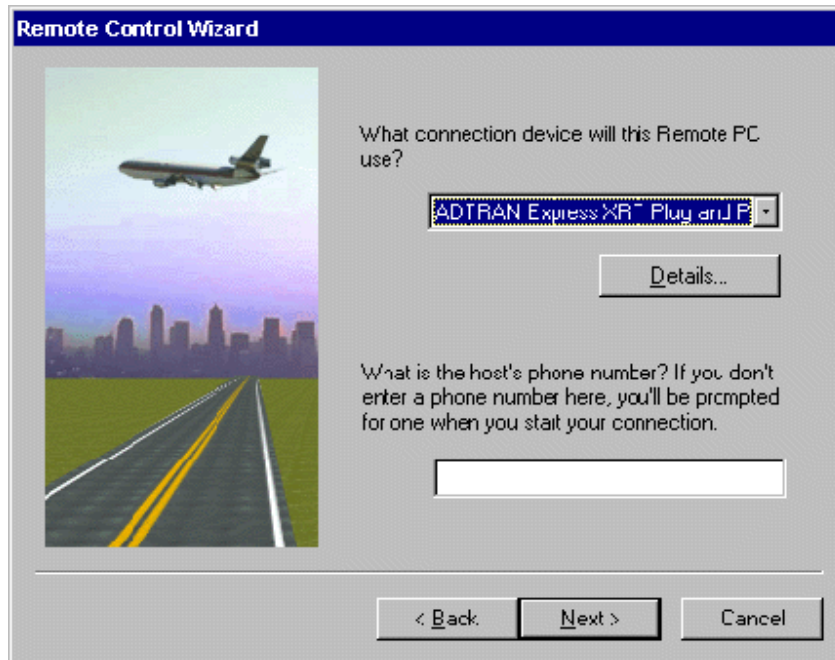 Remote Control Wizard
What connection device will this Remote PC
use?
ADTRAN Express XRT Plug and P
Details...
What is the host's phone number? If you don't
enter a phone number here, you'll be prompted
for one when you start your connection.
< Back
Next >
Cancel